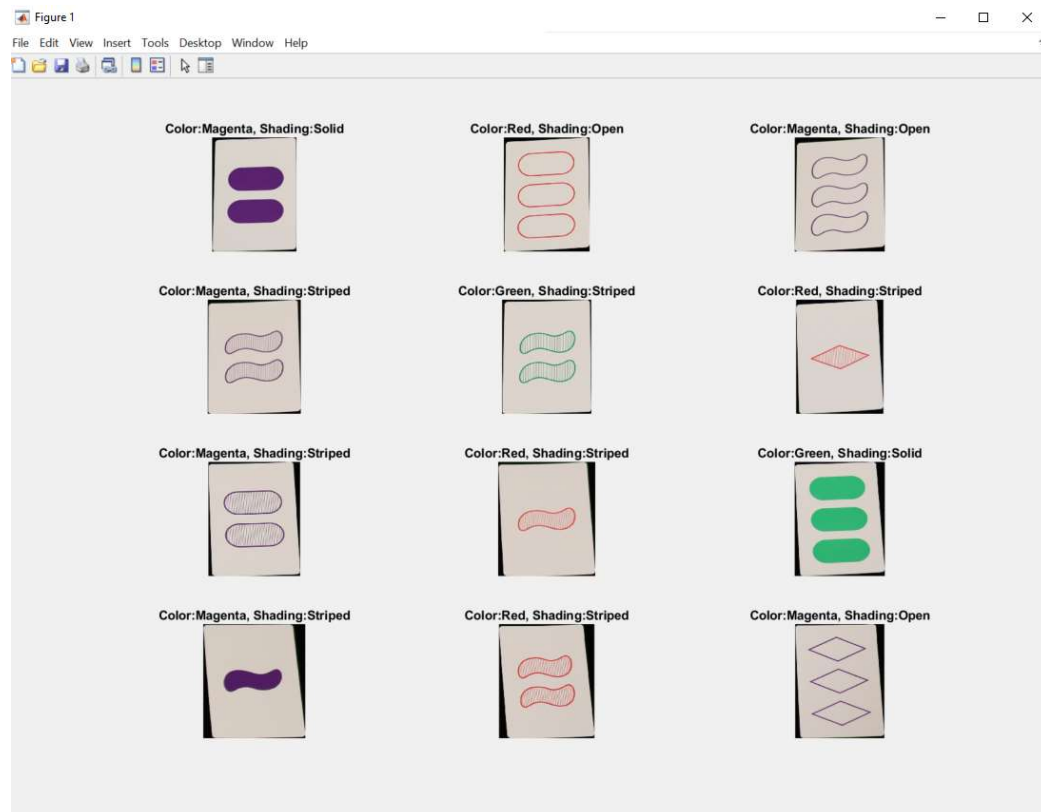 Figure 1
File Edit View Insert Tools Desktop Window Help
Color:Magenta, Shading:Solid
Color:Red, Shading:Open
Color:Magenta, Shading:Open
Color:Magenta, Shading:Striped
Color:Green, Shading:Striped
Color:Red, Shading:Striped
Color:Magenta, Shading:Striped
Color:Red, Shading:Striped
Color:Green, Shading:Solid
Color:Magenta, Shading:Striped
Color:Red, Shading:Striped
Color:Magenta, Shading:Open